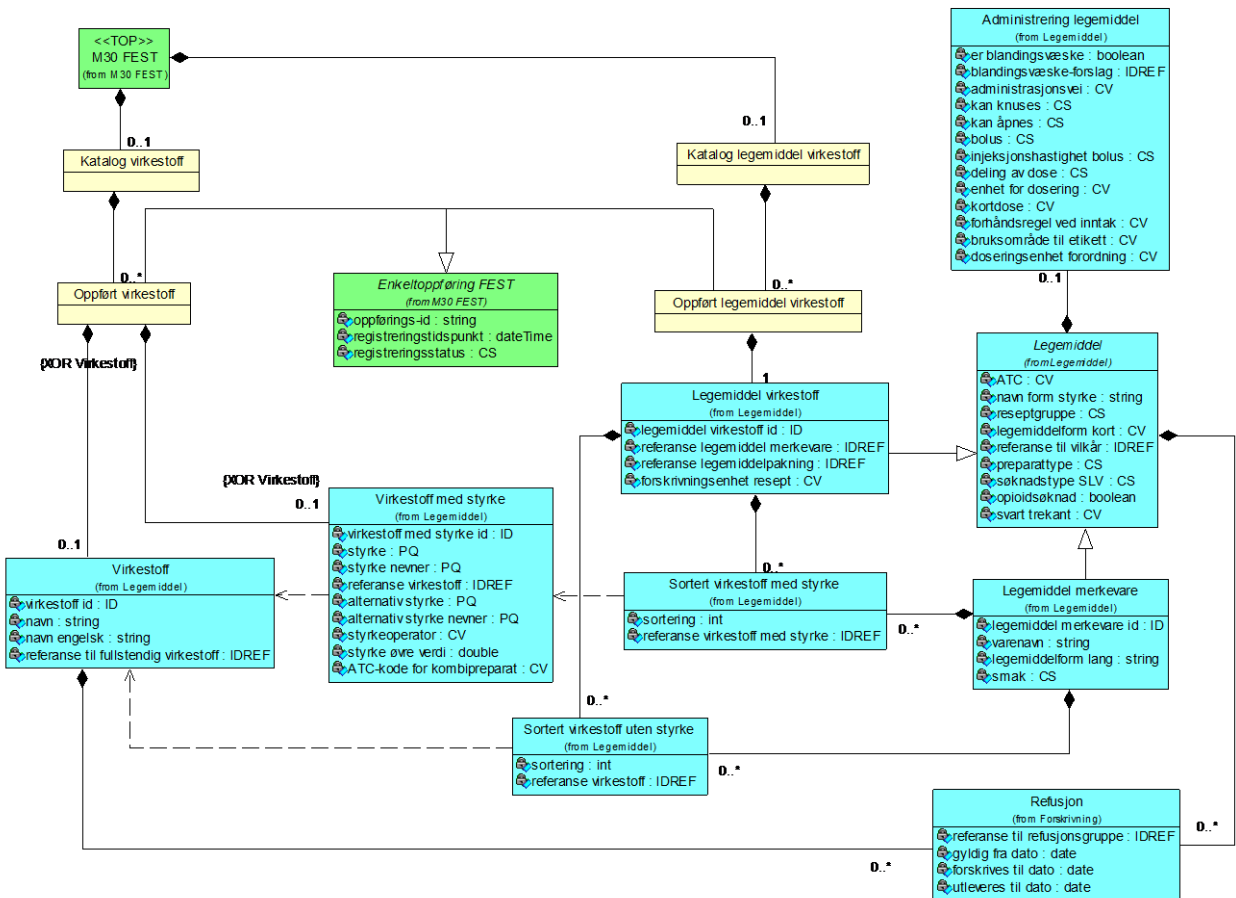 <<TOP>>
M30 FEST
(from M30 FEST)
0..1
0..1
Katalog virkestoff
Katalog legemiddel virkestoff
0..*
0..*
Oppført virkestoff
Enkeltoppføring FEST
(from M30 FEST)
oppførings-id : string
registreringstidspunkt : dateTime
registreringsstatus : CS
Oppført legemiddel virkestoff
Administrering legemiddel
(from Legemiddel)
er blandingsvæske : boolean
blandingsvæske-forslag : IDREF
administrasjonsvei : CV
kan knuses : CS
kan åpnes : CS
bolus : CS
injeksjonshastighet bolus : CS
deling av dose : CS
enhet for dosering : CV
kortdose : CV
forhåndsregel ved inntak : CV
bruksområde til etikett : CV
doseringsenhet forordning : CV
0..1
{XOR Virkestoff}
1
Legemiddel virkestoff
(from Legemiddel)
legemiddel virkestoff id : ID
referanse legemiddel merkevare : IDREF
referanse legemiddelpakning : IDREF
forskrivningsenhet resept : CV
Legemiddel
(from Legemiddel)
ATC : CV
navn form styrke : string
reseptgruppe : CS
legemiddelform kort : CV
referanse til vilkår : IDREF
preparattype : CS
søknadstype SLV : CS
opioidsøknad : boolean
svart trekant : CV
{XOR Virkestoff}
0..1
Virkestoff med styrke
(from Legemiddel)
virkestoff med styrke id : ID
styrke : PQ
styrke nevner : PQ
referanse virkestoff : IDREF
alternativ styrke : PQ
alternativ styrke nevner : PQ
styrkeoperator : CV
styrke øvre verdi : double
ATC-kode for kombipreparat : CV
0..1
Virkestoff
(from Legemiddel)
virkestoff id : ID
navn : string
navn engelsk : string
referanse til fullstendig virkestoff : IDREF
0..*
Sortert virkestoff med styrke
(from Legemiddel)
sortering : int
referanse virkestoff med styrke : IDREF
0..*
Legemiddel merkevare
(from Legemiddel)
legemiddel merkevare id : ID
varenavn : string
legemiddelform lang : string
smak : CS
0..*
Sortert virkestoff uten styrke
(from Legemiddel)
sortering : int
referanse virkestoff : IDREF
0..*
Refusjon
(from Forskrivning)
referanse til refusjonsgruppe : IDREF
gyldig fra dato : date
forskrives til dato : date
utleveres til dato : date
0..*
0..*